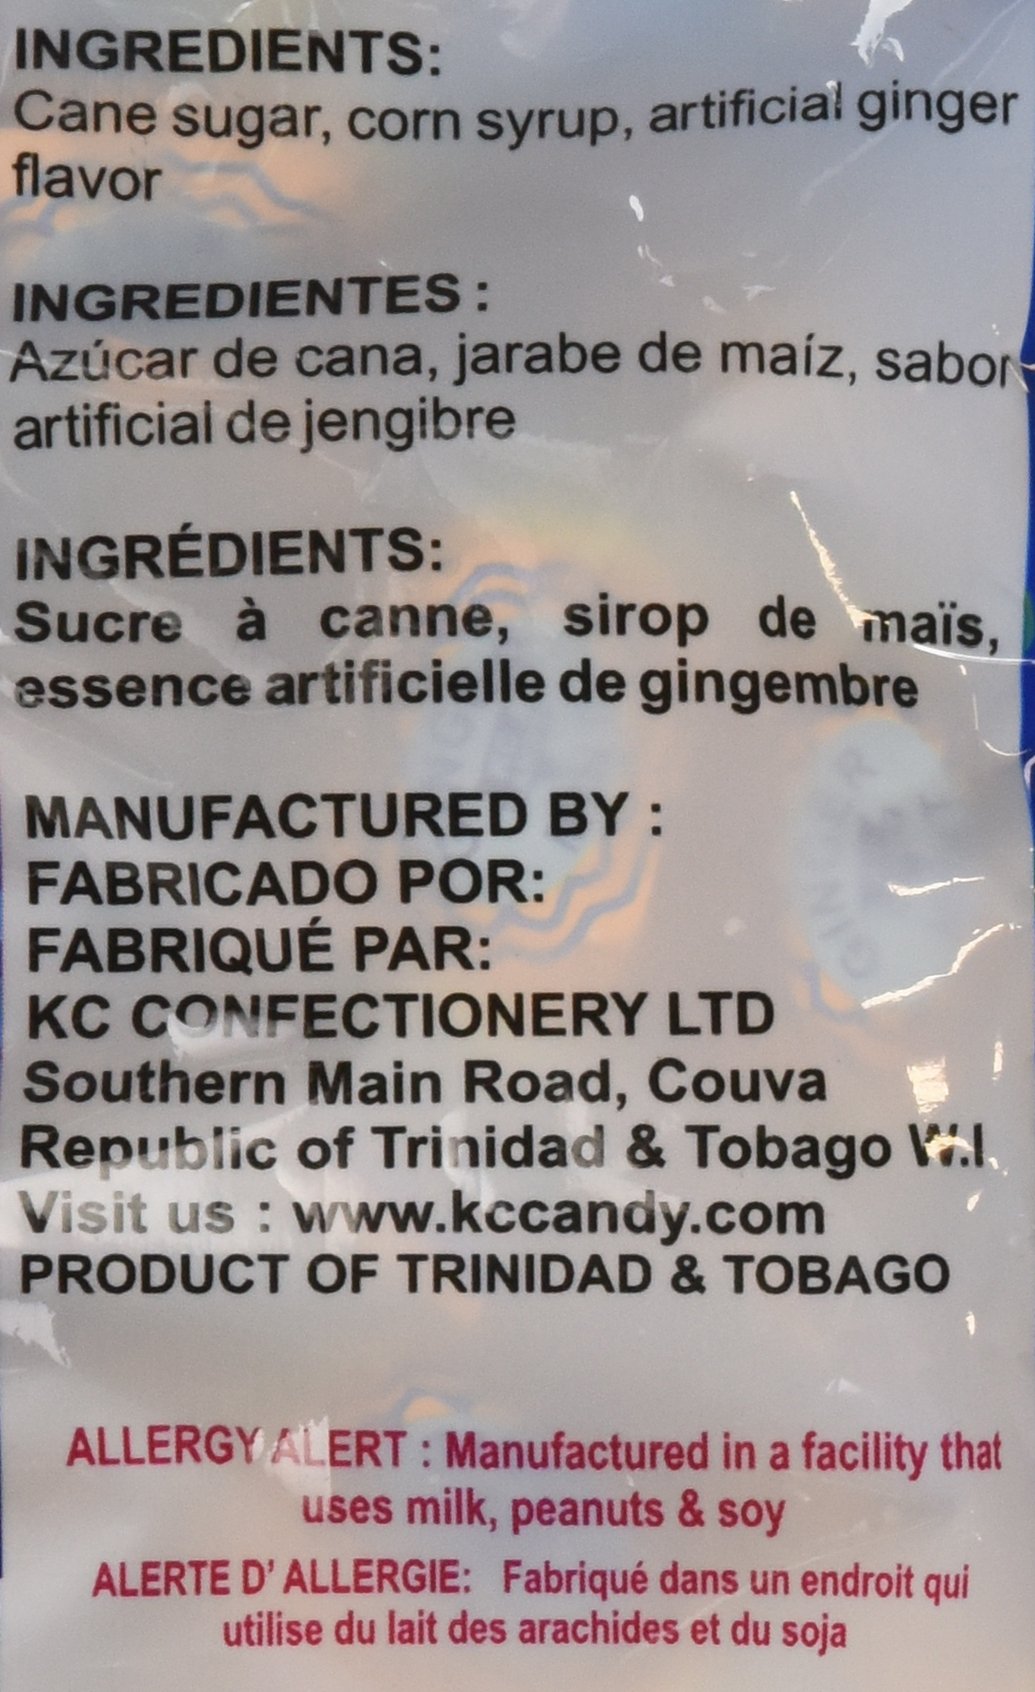 INGREDIENTS:
Cane sugar, corn syrup, artificial ginger
flavor
INGREDIENTES :
Azúcar de cana, jarabe de maíz, sabor
artificial de jengibre
INGRÉDIENTS:
Sucre à canne, sirop de maïs,
essence artificielle de gingembre
MANUFACTURED BY :
FABRICADO POR:
FABRIQUÉ PAR:
KC CONFECTIONERY LTD
Southern Main Road, Couva
Republic of Trinidad & Tobago W.I.
Visit us : www.kccandy.com
PRODUCT OF TRINIDAD & TOBAGO
ALLERGY ALERT : Manufactured in a facility that
uses milk, peanuts & soy
ALERTE D' ALLERGIE: Fabriqué dans un endroit qui
utilise du lait des arachides et du soja